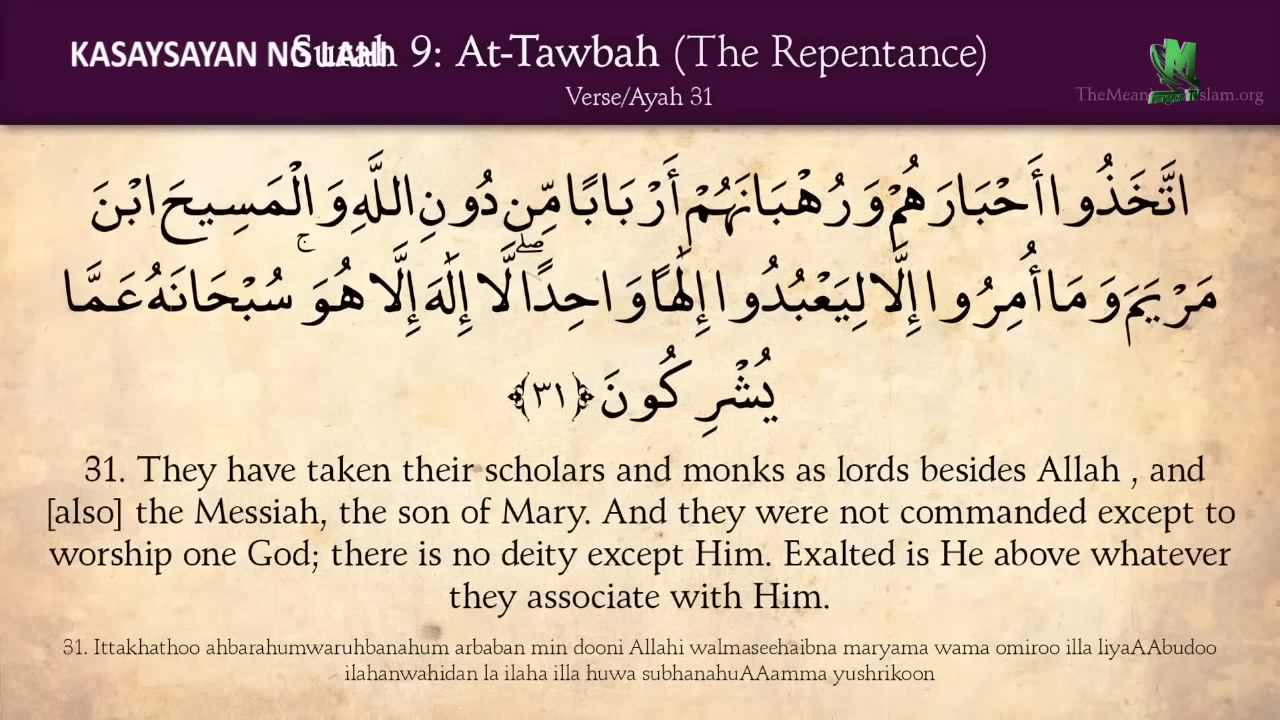 KASAYSAYAN NG LAHI
Surah 9: At-Tawbah (The Repentance)
Verse/Ayah 31
اتَّخَذُوا أَحْبَارَهُمْ وَرُهْبَانَهُمْ أَرْبَابًا مِّن دُونِ اللَّهِ وَالْمَسِيحَ ابْنَ
مَرْيَمَ وَمَا أُمِرُوا إِلَّا لِيَعْبُدُوا إِلَٰهًا وَاحِدًا ۖ لَّا إِلَٰهَ إِلَّا هُوَ ۚ سُبْحَانَهُ عَمَّا
يُشْرِكُونَ ﴿٣١﴾
31. They have taken their scholars and monks as lords besides Allah , and
[also] the Messiah, the son of Mary. And they were not commanded except to
worship one God; there is no deity except Him. Exalted is He above whatever
they associate with Him.
31. Ittakhathoo ahbarahumwaruhbanahum arbaban min dooni Allahi walmaseehaibna maryama wama omiroo illa liyaAAbudoo
ilahanwahidan la ilaha illa huwa subhanahuAAamma yushrikoon